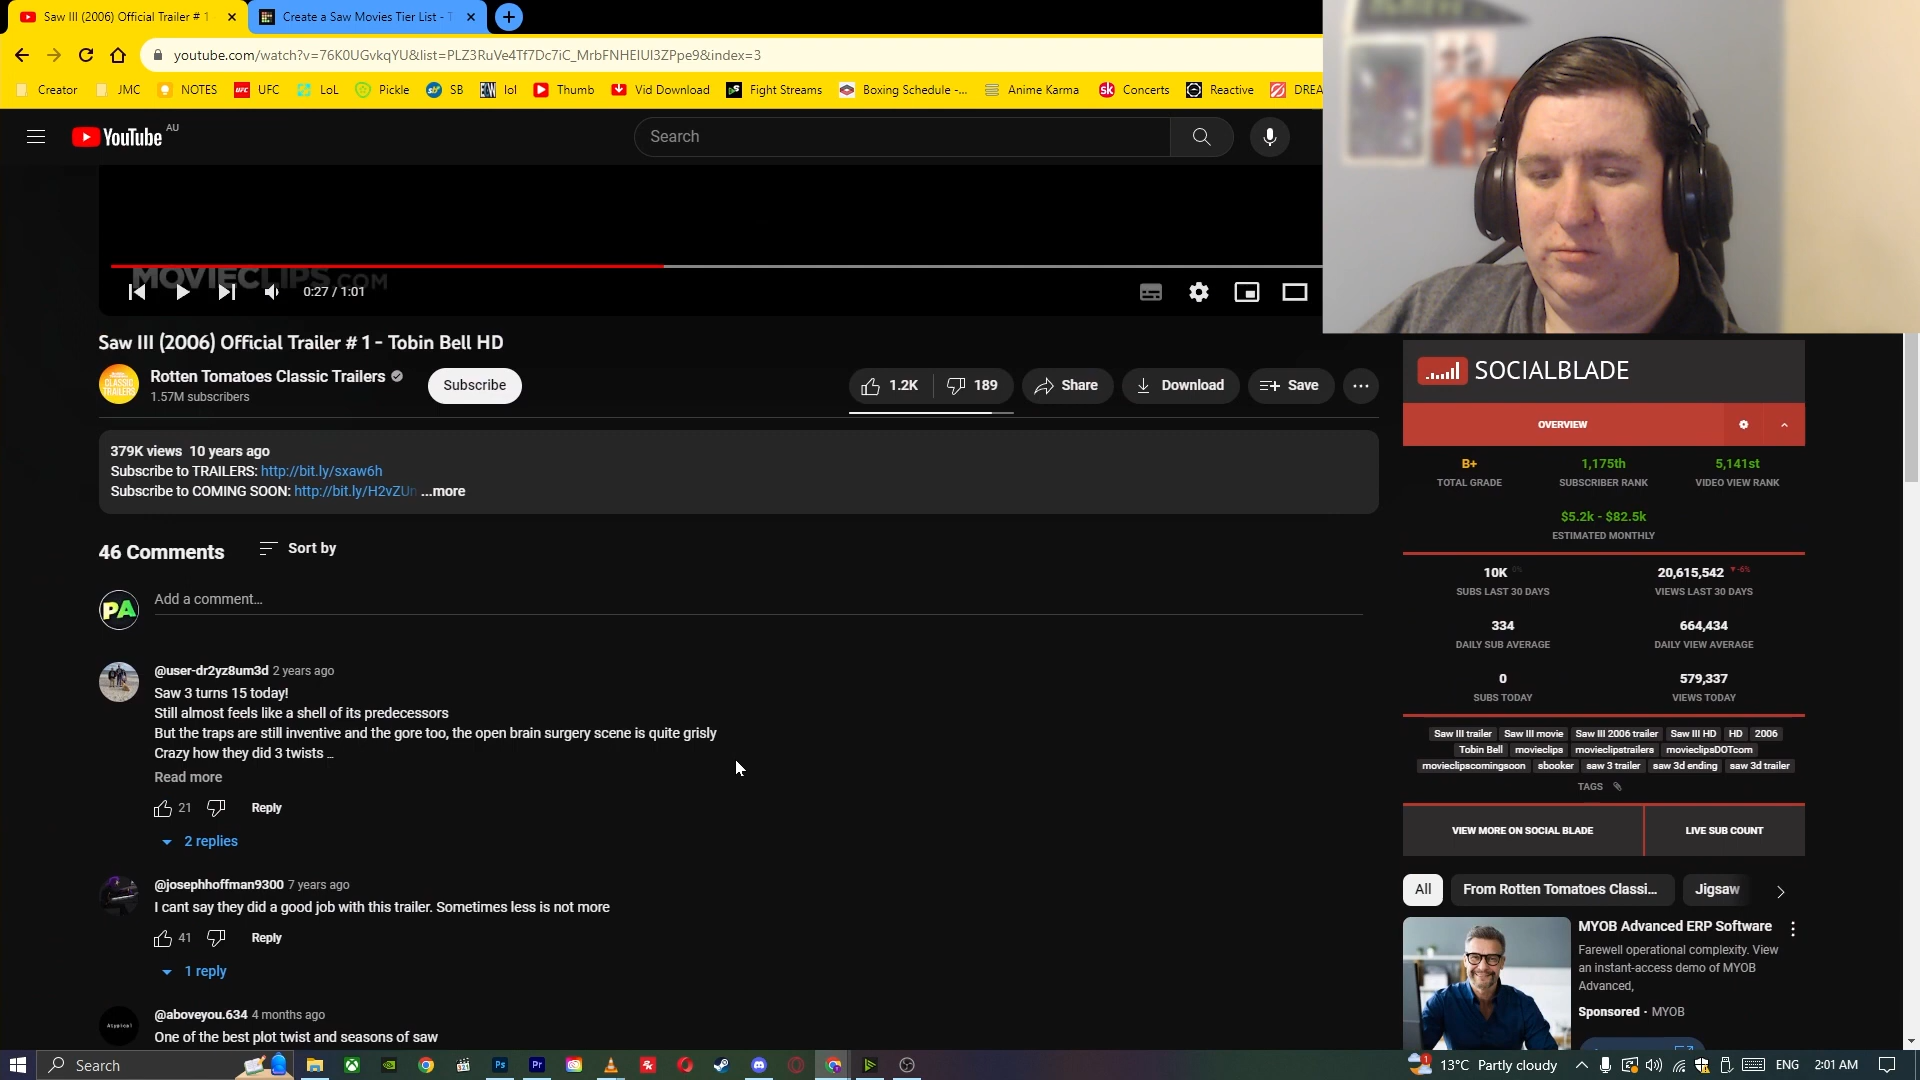 Saw III (2006) Official Trailer # 1
Create a Saw Movies Tier List - T
youtube.com/watch?v=76K0UGvkqYU&list=PLZ3RuVe4Tf7Dc7iC_MrbFNHEIUl3ZPpe9&index=3
Creator JMC NOTES UFC LoL Pickle SB lol Thumb Vid Download Fight Streams Boxing Schedule -... Anime Karma Concerts Reactive DREA
YouTube AU
Search
MOVIECLIPS.COM
0:27 / 1:01
Saw III (2006) Official Trailer # 1 - Tobin Bell HD
Rotten Tomatoes Classic Trailers
1.57M subscribers
Subscribe
1.2K 189 Share Download Save
379K views 10 years ago
Subscribe to TRAILERS: http://bit.ly/sxaw6h
Subscribe to COMING SOON: http://bit.ly/H2vZUn ...more
46 Comments Sort by
PA
Add a comment...
@user-dr2yz8um3d 2 years ago
Saw 3 turns 15 today!
Still almost feels like a shell of its predecessors
But the traps are still inventive and the gore too, the open brain surgery scene is quite grisly
Crazy how they did 3 twists ...
Read more
21 Reply
2 replies
@josephhoffman9300 7 years ago
I cant say they did a good job with this trailer. Sometimes less is not more
41 Reply
1 reply
@aboveyou.634 4 months ago
One of the best plot twist and seasons of saw
SOCIALBLADE
OVERVIEW
B+ 1,175th 5,141st
TOTAL GRADE SUBSCRIBER RANK VIDEO VIEW RANK
$5.2k - $82.5k
ESTIMATED MONTHLY
10K 0% 20,615,542 -6%
SUBS LAST 30 DAYS VIEWS LAST 30 DAYS
334 664,434
DAILY SUB AVERAGE DAILY VIEW AVERAGE
0 579,337
SUBS TODAY VIEWS TODAY
Saw III trailer Saw III movie Saw III 2006 trailer Saw III HD HD 2006
Tobin Bell movieclips movieclipstrailers movieclipsDOTcom
movieclipscomingsoon sbooker saw 3 trailer saw 3d ending saw 3d trailer
TAGS
VIEW MORE ON SOCIAL BLADE LIVE SUB COUNT
All From Rotten Tomatoes Classi... Jigsaw
MYOB Advanced ERP Software
Farewell operational complexity. View
an instant-access demo of MYOB
Advanced,
Sponsored · MYOB
Search
13°C Partly cloudy ENG 2:01 AM